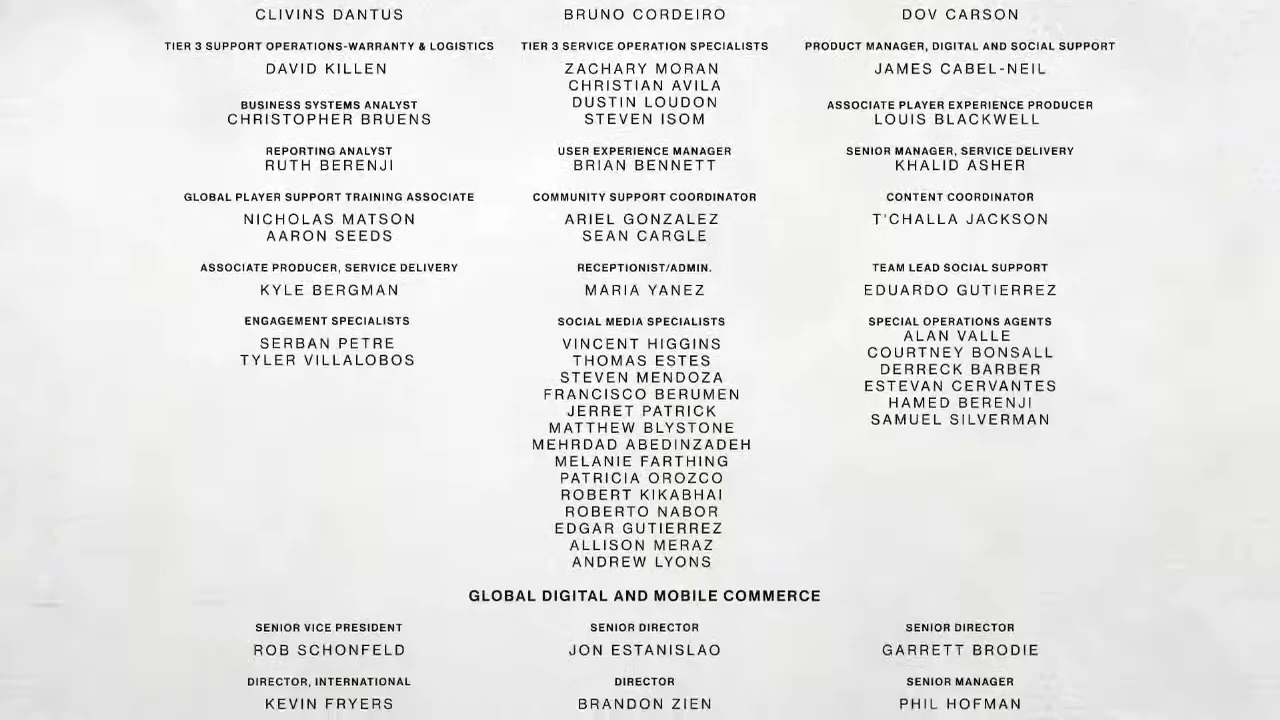 CLIVINS DANTUS
BRUNO CORDEIRO
DOV CARSON
TIER 3 SUPPORT OPERATIONS-WARRANTY & LOGISTICS
DAVID KILLEN
TIER 3 SERVICE OPERATION SPECIALISTS
ZACHARY MORAN
CHRISTIAN AVILA
DUSTIN LOUDON
STEVEN ISOM
PRODUCT MANAGER, DIGITAL AND SOCIAL SUPPORT
JAMES CABEL-NEIL
BUSINESS SYSTEMS ANALYST
CHRISTOPHER BRUENS
ASSOCIATE PLAYER EXPERIENCE PRODUCER
LOUIS BLACKWELL
REPORTING ANALYST
RUTH BERENJI
USER EXPERIENCE MANAGER
BRIAN BENNETT
SENIOR MANAGER, SERVICE DELIVERY
KHALID ASHER
GLOBAL PLAYER SUPPORT TRAINING ASSOCIATE
NICHOLAS MATSON
AARON SEEDS
COMMUNITY SUPPORT COORDINATOR
ARIEL GONZALEZ
SEAN CARGLE
CONTENT COORDINATOR
T'CHALLA JACKSON
ASSOCIATE PRODUCER, SERVICE DELIVERY
KYLE BERGMAN
RECEPTIONIST/ADMIN.
MARIA YANEZ
TEAM LEAD SOCIAL SUPPORT
EDUARDO GUTIERREZ
ENGAGEMENT SPECIALISTS
SERBAN PETRE
TYLER VILLALOBOS
SOCIAL MEDIA SPECIALISTS
VINCENT HIGGINS
THOMAS ESTES
STEVEN MENDOZA
FRANCISCO BERUMEN
JERRET PATRICK
MATTHEW BLYSTONE
MEHRDAD ABEDINZADEH
MELANIE FARTHING
PATRICIA OROZCO
ROBERT KIKABHAI
ROBERTO NABOR
EDGAR GUTIERREZ
ALLISON MERAZ
ANDREW LYONS
SPECIAL OPERATIONS AGENTS
ALAN VALLE
COURTNEY BONSALL
DERRECK BARBER
ESTEVAN CERVANTES
HAMED BERENJI
SAMUEL SILVERMAN
GLOBAL DIGITAL AND MOBILE COMMERCE
SENIOR VICE PRESIDENT
ROB SCHONFELD
SENIOR DIRECTOR
JON ESTANISLAO
SENIOR DIRECTOR
GARRETT BRODIE
DIRECTOR, INTERNATIONAL
KEVIN FRYERS
DIRECTOR
BRANDON ZIEN
SENIOR MANAGER
PHIL HOFMAN